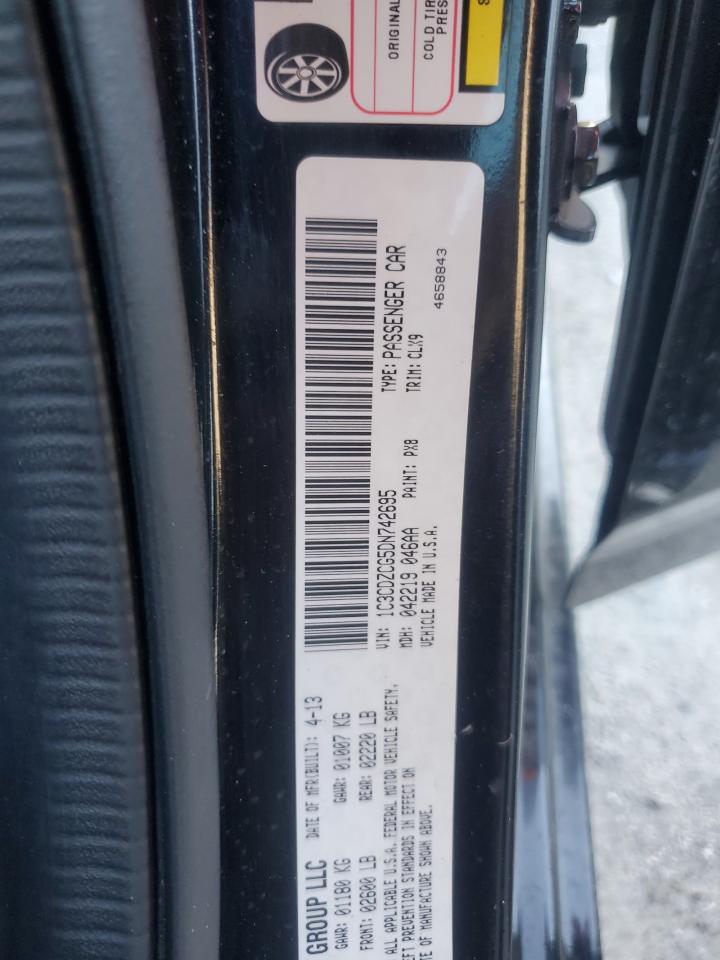 ORIGINAL
COLD TIR
PRES
S
GROUP LLC DATE OF MFR(BUILT): 4-13
GAWR: 01180 KG GAWR: 01007 KG
FRONT: 02600 LB REAR: 02220 LB
ALL APPLICABLE U.S.A. FEDERAL MOTOR VEHICLE SAFETY,
EFT PREVENTION STANDARDS IN EFFECT ON
TE OF MANUFACTURE SHOWN ABOVE.
VIN: 1C3CDZCG5DN742695 TYPE: PASSENGER CAR
MDH: 042219 046AA PAINT: PX8 TRIM: CLX9
VEHICLE MADE IN U.S.A.
4658843